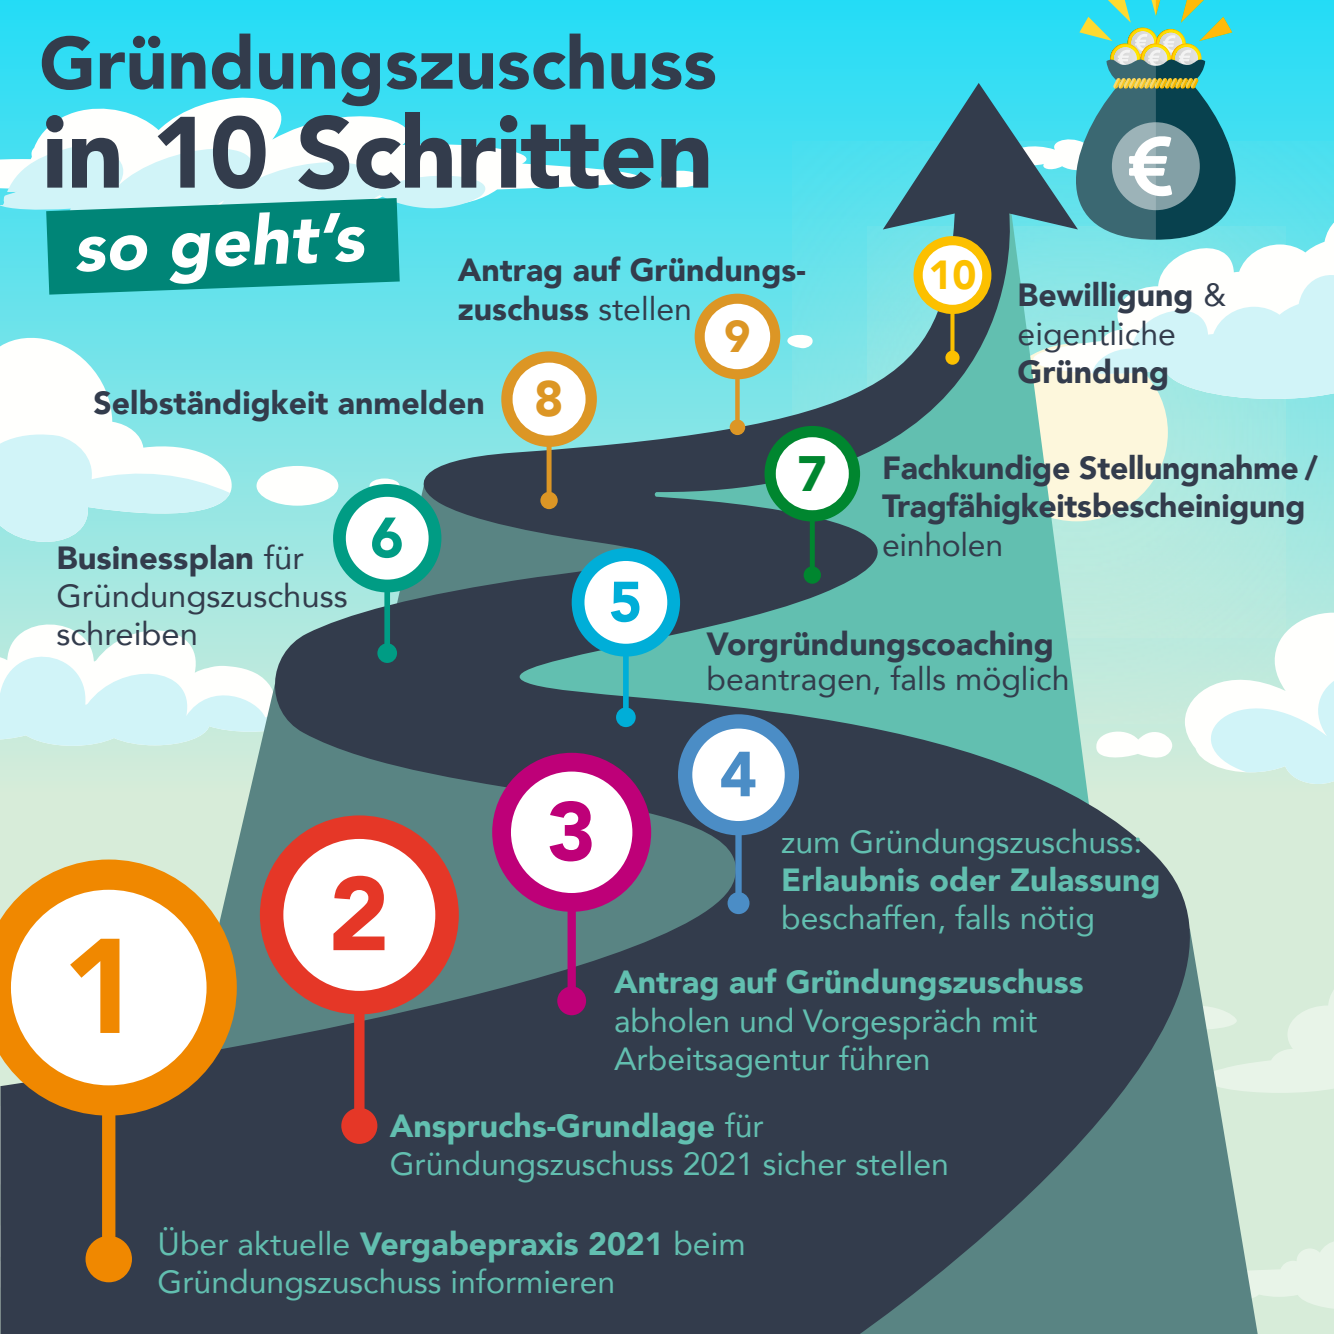 Gründungszuschuss
in 10 Schritten
so geht's
€
10
Bewilligung &
eigentliche
Gründung
Antrag auf Gründungs-
zuschuss stellen
9
Selbständigkeit anmelden
8
7
Fachkundige Stellungnahme /
Tragfähigkeitsbescheinigung
einholen
6
Businessplan für
Gründungszuschuss
schreiben
5
Vorgründungscoaching
beantragen, falls möglich
4
zum Gründungszuschuss:
Erlaubnis oder Zulassung
beschaffen, falls nötig
3
Antrag auf Gründungszuschuss
abholen und Vorgespräch mit
Arbeitsagentur führen
2
Anspruchs-Grundlage für
Gründungszuschuss 2021 sicher stellen
1
Über aktuelle Vergabepraxis 2021 beim
Gründungszuschuss informieren